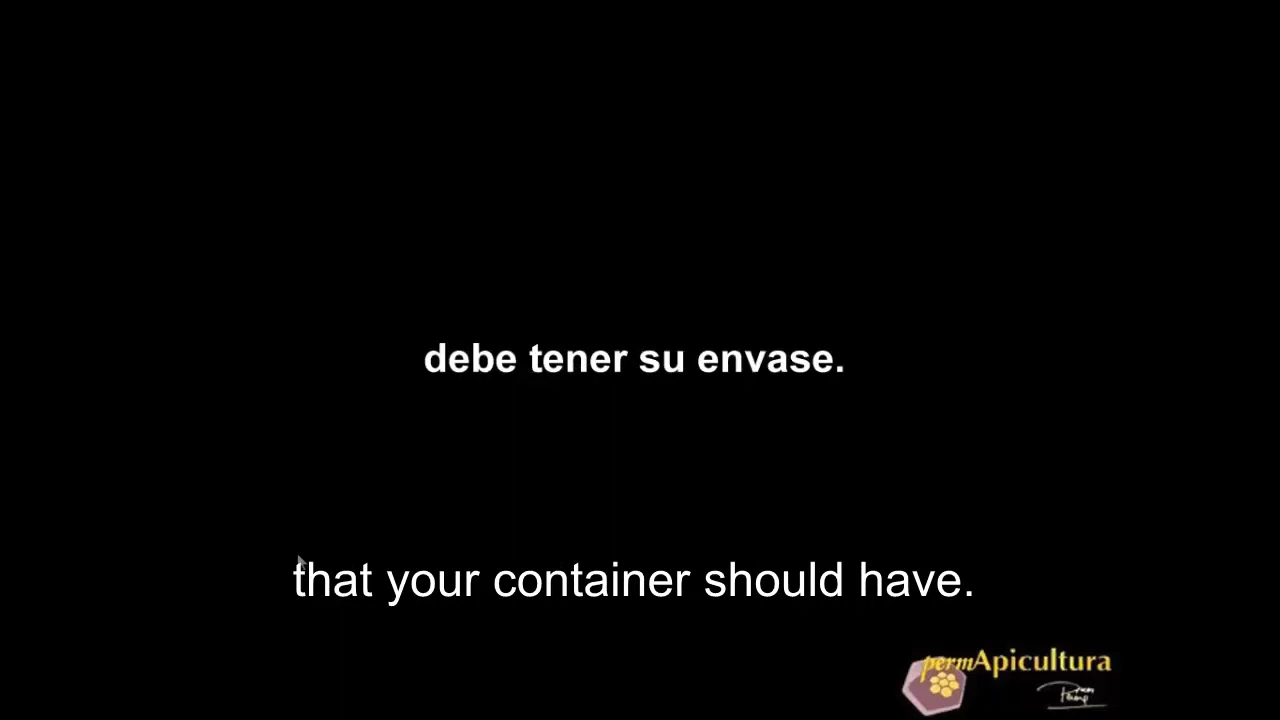 debe tener su envase.
that your container should have.
permApicultura